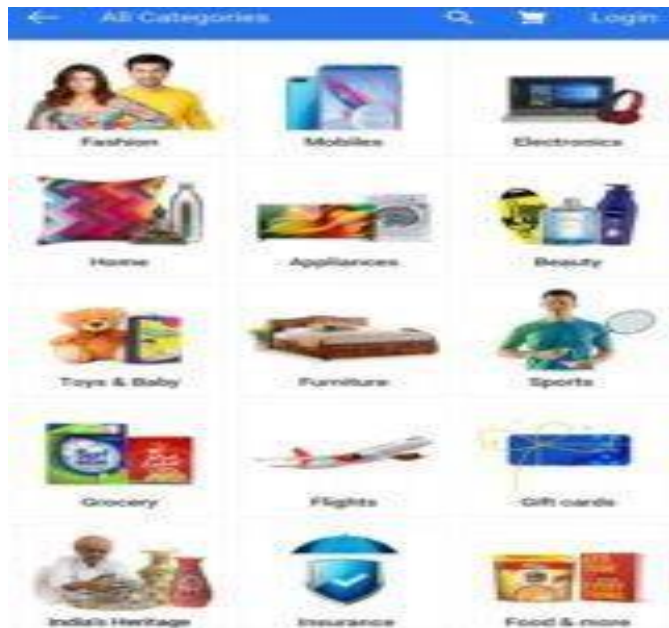 All Categories Login
Fashion Mobiles Electronics
Home Appliances Beauty
Toys & Baby Furniture Sports
Grocery Flights Gift cards
India's Heritage Insurance Food & more